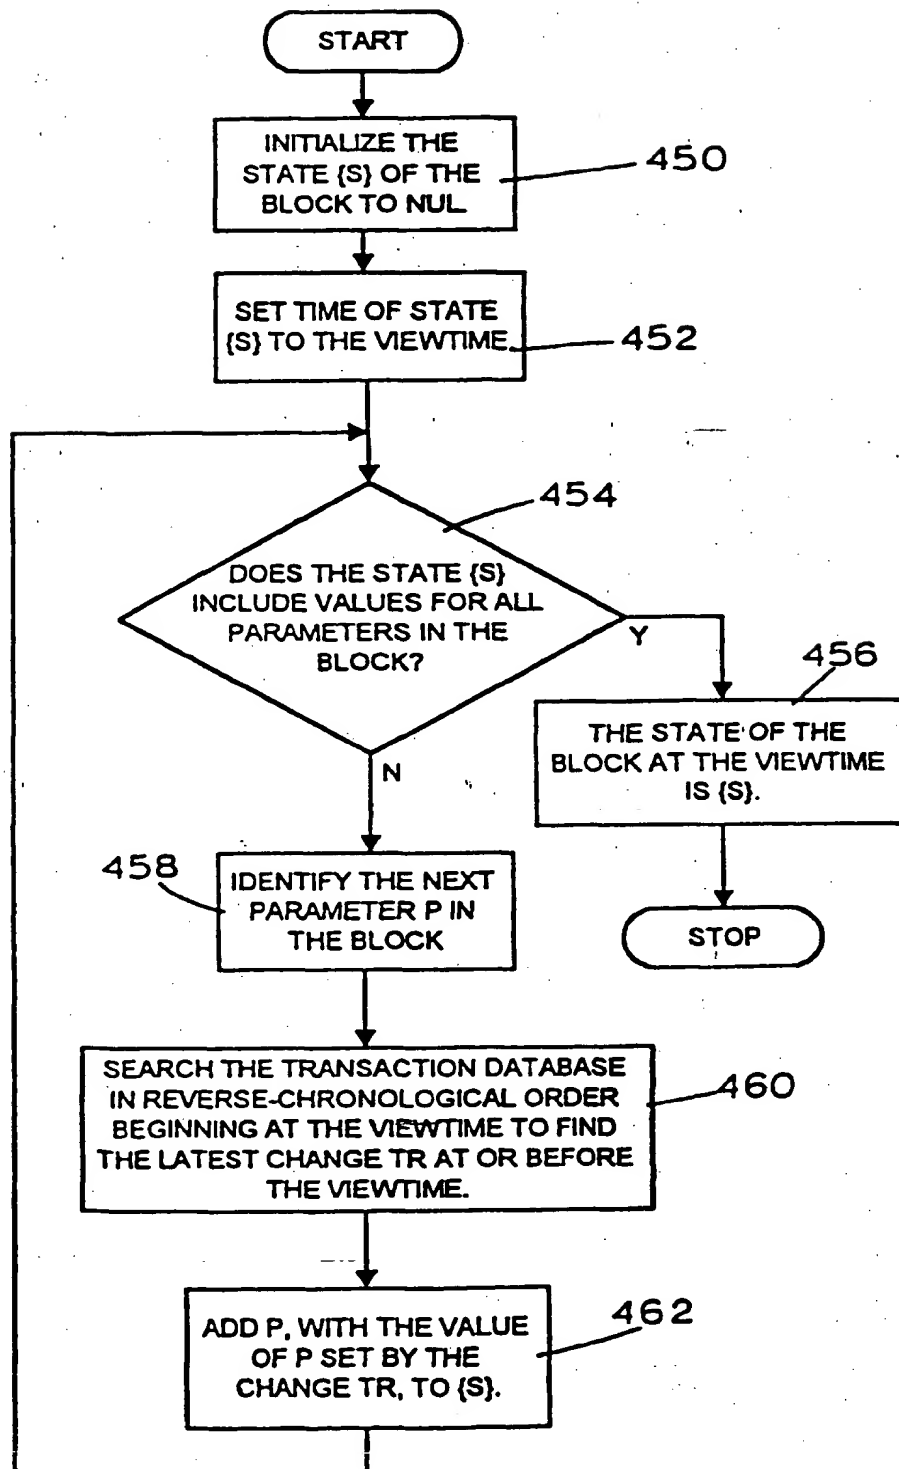 START
INITIALIZE THE
STATE {S} OF THE
BLOCK TO NUL
450
SET TIME OF STATE
{S} TO THE VIEWTIME.
452
454
DOES THE STATE {S}
INCLUDE VALUES FOR ALL
PARAMETERS IN THE
BLOCK?
Y
N
456
THE STATE OF THE
BLOCK AT THE VIEWTIME
IS {S}.
STOP
458
IDENTIFY THE NEXT
PARAMETER P IN
THE BLOCK
SEARCH THE TRANSACTION DATABASE
IN REVERSE-CHRONOLOGICAL ORDER
BEGINNING AT THE VIEWTIME TO FIND
THE LATEST CHANGE TR AT OR BEFORE
THE VIEWTIME.
460
ADD P, WITH THE VALUE
OF P SET BY THE
CHANGE TR, TO {S}.
462